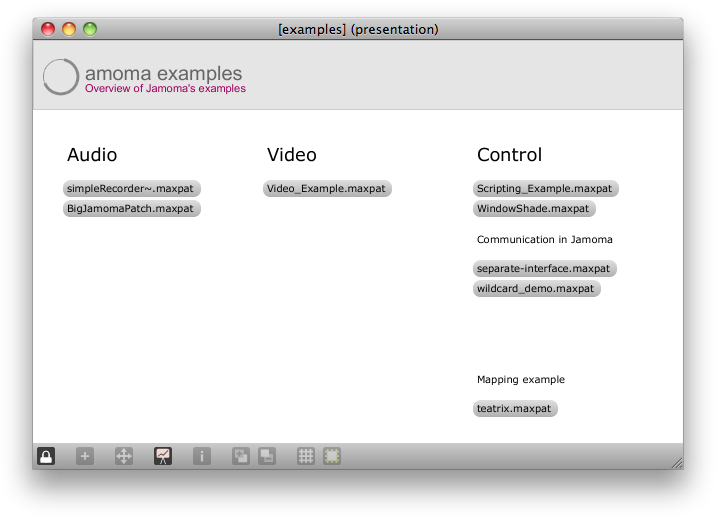 [examples] (presentation)
amoma examples
Overview of Jamoma's examples
Audio
simpleRecorder~.maxpat
BigJamomaPatch.maxpat
Video
Video_Example.maxpat
Control
Scripting_Example.maxpat
WindowShade.maxpat
Communication in Jamoma
separate-interface.maxpat
wildcard_demo.maxpat
Mapping example
teatrix.maxpat